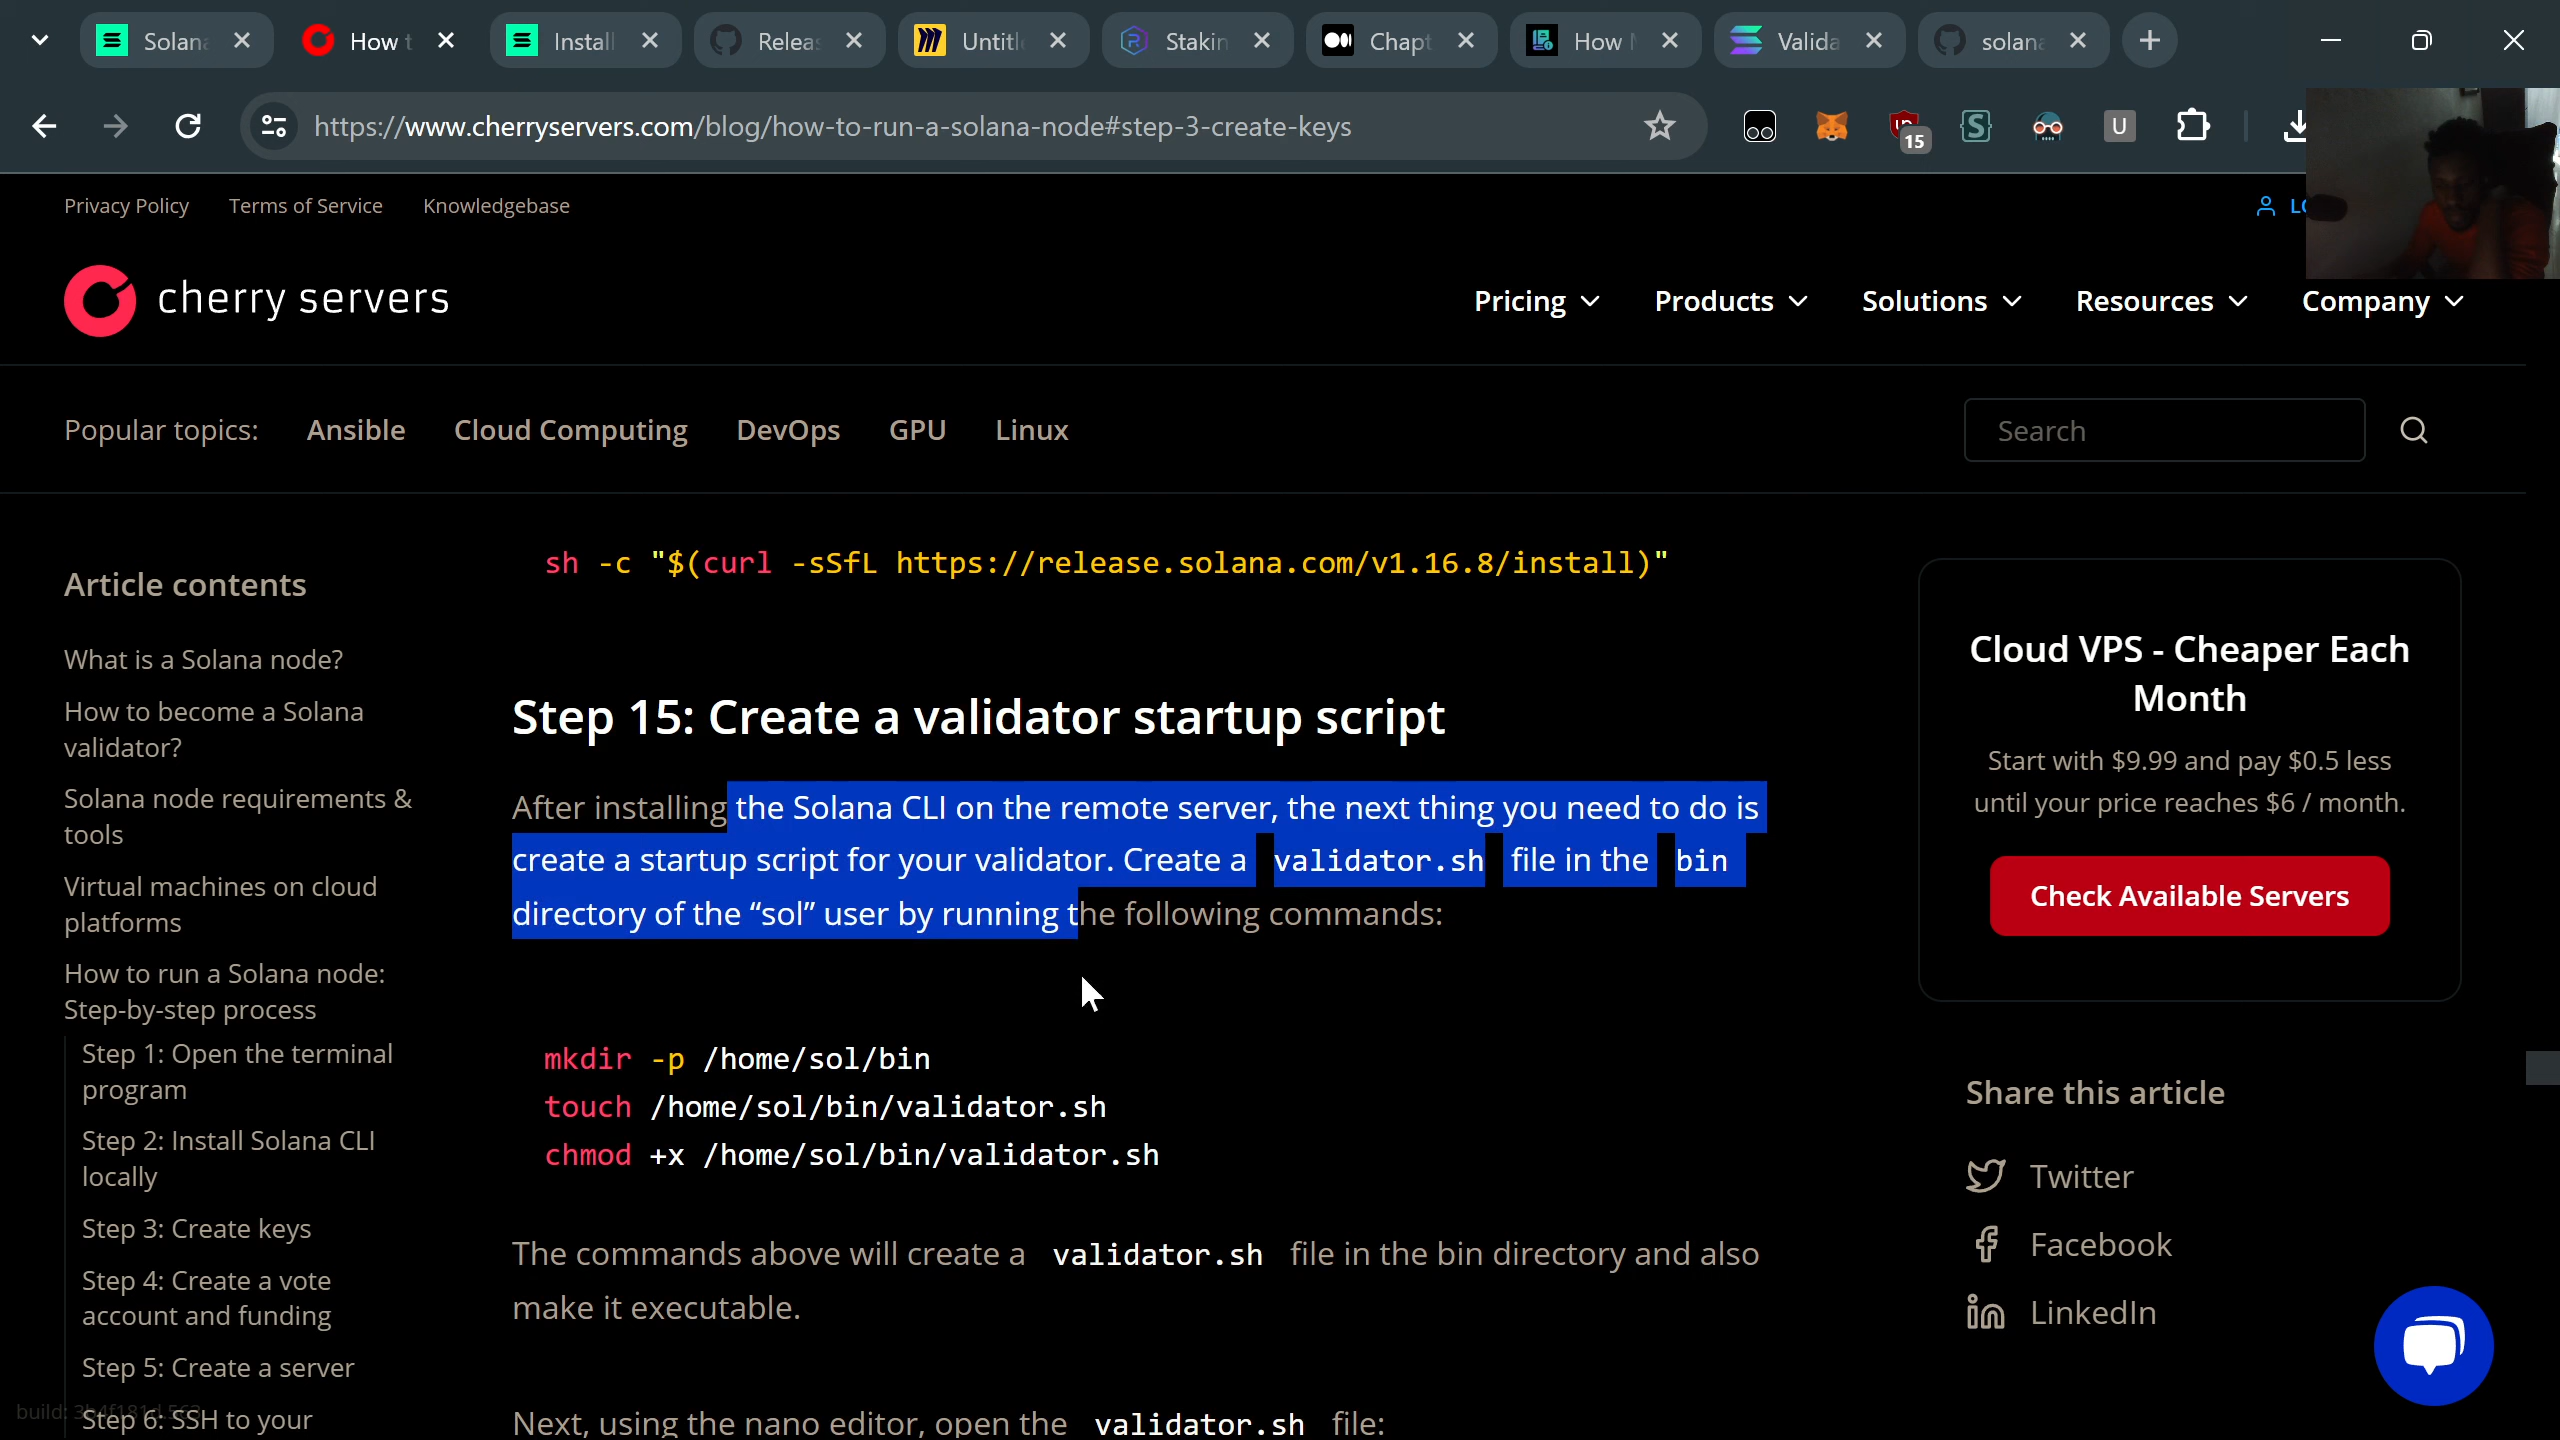 Solana
How t
Install
Relea
Untitl
Stakin
Chapt
How
Valida
solana
https://www.cherryservers.com/blog/how-to-run-a-solana-node#step-3-create-keys
15
U
Privacy Policy Terms of Service Knowledgebase
LO
cherry servers
Pricing Products Solutions Resources Company
Popular topics: Ansible Cloud Computing DevOps GPU Linux
Search
Article contents
What is a Solana node?
How to become a Solana
validator?
Solana node requirements &
tools
Virtual machines on cloud
platforms
How to run a Solana node:
Step-by-step process
Step 1: Open the terminal
program
Step 2: Install Solana CLI
locally
Step 3: Create keys
Step 4: Create a vote
account and funding
Step 5: Create a server
Step 6: SSH to your
sh -c "$(curl -sSfL https://release.solana.com/v1.16.8/install)"
Step 15: Create a validator startup script
After installing the Solana CLI on the remote server, the next thing you need to do is
create a startup script for your validator. Create a validator.sh file in the bin
directory of the “sol” user by running the following commands:
mkdir -p /home/sol/bin
touch /home/sol/bin/validator.sh
chmod +x /home/sol/bin/validator.sh
The commands above will create a validator.sh file in the bin directory and also
make it executable.
Next, using the nano editor, open the validator.sh file:
Cloud VPS - Cheaper Each
Month
Start with $9.99 and pay $0.5 less
until your price reaches $6 / month.
Check Available Servers
Share this article
Twitter
Facebook
LinkedIn
build: